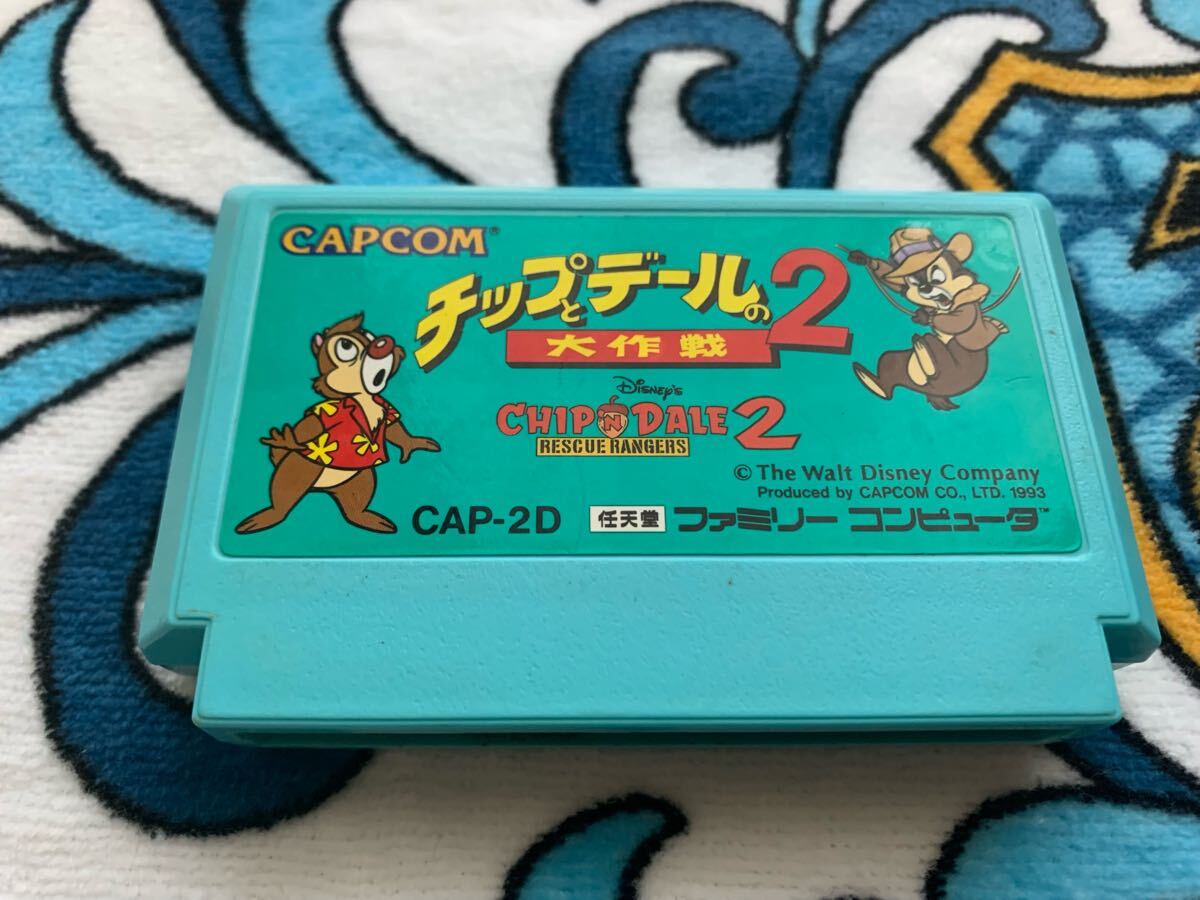 CAPCOM®
チップとデールの
大作戦2
Disney's
CHIP 'N DALE 2
RESCUE RANGERS
© The Walt Disney Company
Produced by CAPCOM CO., LTD. 1993
CAP-2D 任天堂 ファミリー コンピュータ™